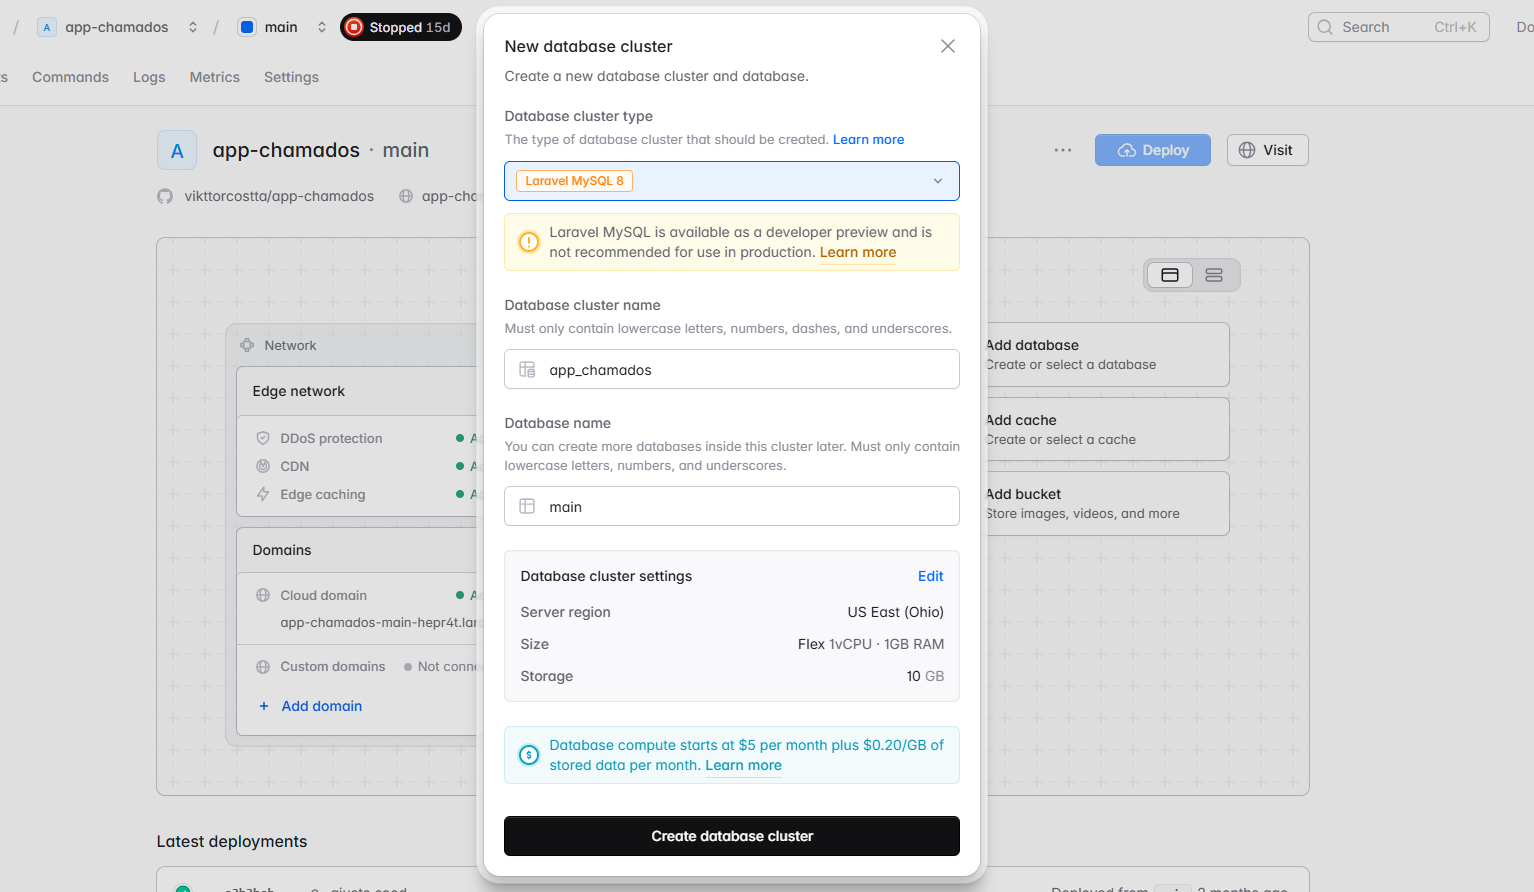 / A app-chamados / main Stopped 15d
Search Ctrl+K
Commands Logs Metrics Settings
A app-chamados · main
Deploy Visit
vikttorcostta/app-chamados
Network
Edge network
DDoS protection
CDN
Edge caching
Domains
Cloud domain
app-chamados-main-hepr4t.lar
Custom domains Not conne
+ Add domain
New database cluster
Create a new database cluster and database.
Database cluster type
The type of database cluster that should be created. Learn more
Laravel MySQL 8
Laravel MySQL is available as a developer preview and is
not recommended for use in production. Learn more
Database cluster name
Must only contain lowercase letters, numbers, dashes, and underscores.
app_chamados
Database name
You can create more databases inside this cluster later. Must only contain
lowercase letters, numbers, and underscores.
main
Database cluster settings Edit
Server region US East (Ohio)
Size Flex 1vCPU · 1GB RAM
Storage 10 GB
Database compute starts at $5 per month plus $0.20/GB of
stored data per month. Learn more
Create database cluster
Add database
Create or select a database
Add cache
Create or select a cache
Add bucket
Store images, videos, and more
Latest deployments